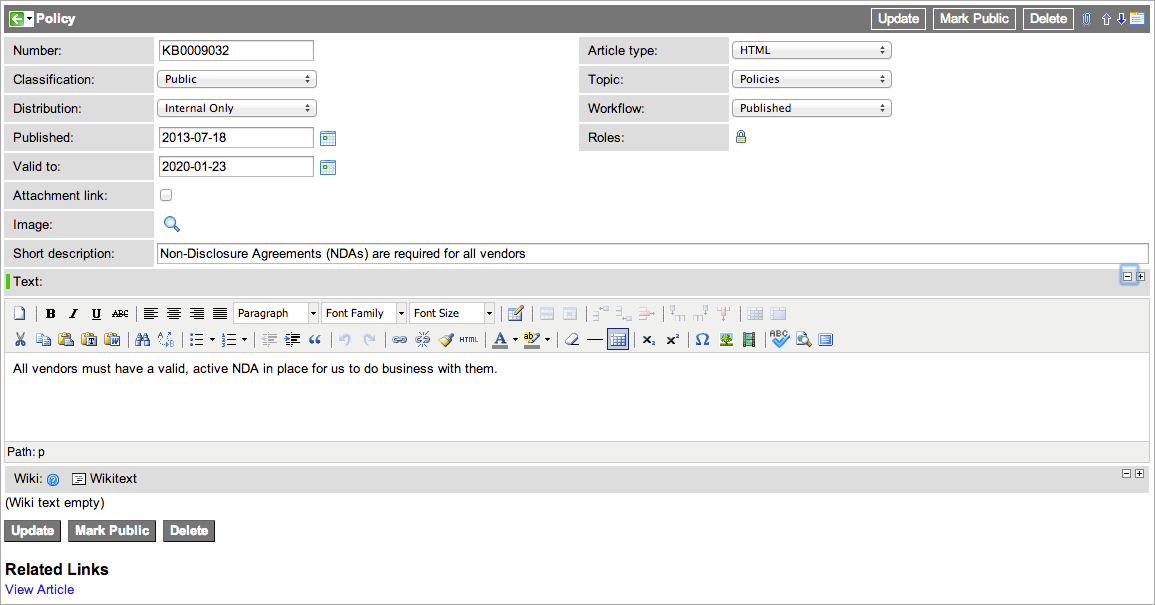 Policy Update Mark Public Delete
Number: KB0009032 Article type: HTML
Classification: Public Topic: Policies
Distribution: Internal Only Workflow: Published
Published: 2013-07-18 Roles:
Valid to: 2020-01-23
Attachment link:
Image:
Short description: Non-Disclosure Agreements (NDAs) are required for all vendors
Text:
B I U ABC Paragraph Font Family Font Size
T W A Z HTML A ab x₂ x² Ω ABC
All vendors must have a valid, active NDA in place for us to do business with them.
Path: p
Wiki: ? Wikitext
(Wiki text empty)
Update Mark Public Delete
Related Links
View Article